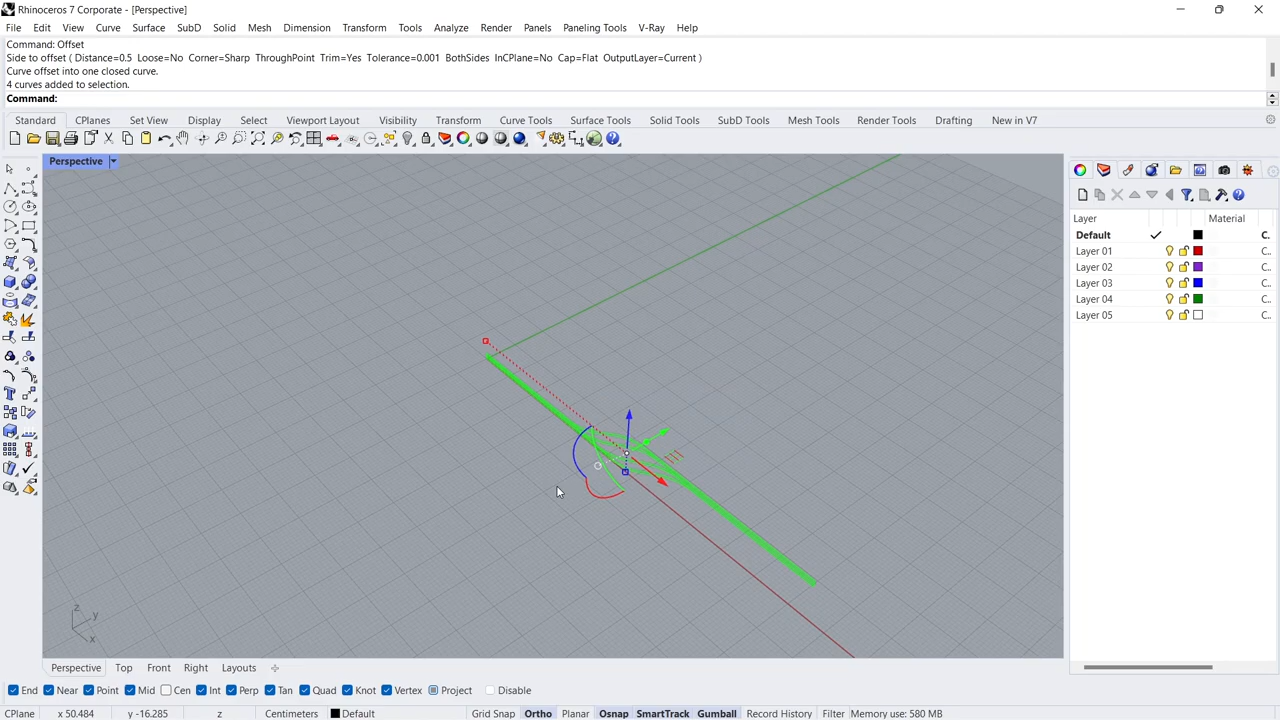 Rhinoceros 7 Corporate - [Perspective]
File Edit View Curve Surface SubD Solid Mesh Dimension Transform Tools Analyze Render Panels Paneling Tools V-Ray Help
Command: Offset
Side to offset ( Distance=0.5 Loose=No Corner=Sharp ThroughPoint Trim=Yes Tolerance=0.001 BothSides InCPlane=No Cap=Flat OutputLayer=Current )
Curve offset into one closed curve.
4 curves added to selection.
Command:
Standard CPlanes Set View Display Select Viewport Layout Visibility Transform Curve Tools Surface Tools Solid Tools SubD Tools Mesh Tools Render Tools Drafting New in V7
Perspective
Layer Material
Default C..
Layer 01 C..
Layer 02 C..
Layer 03 C..
Layer 04 C..
Layer 05 C..
z
y
x
Perspective Top Front Right Layouts
End Near Point Mid Cen Int Perp Tan Quad Knot Vertex Project Disable
CPlane x 50.484 y -16.285 z Centimeters Default Grid Snap Ortho Planar Osnap SmartTrack Gumball Record History Filter Memory use: 580 MB